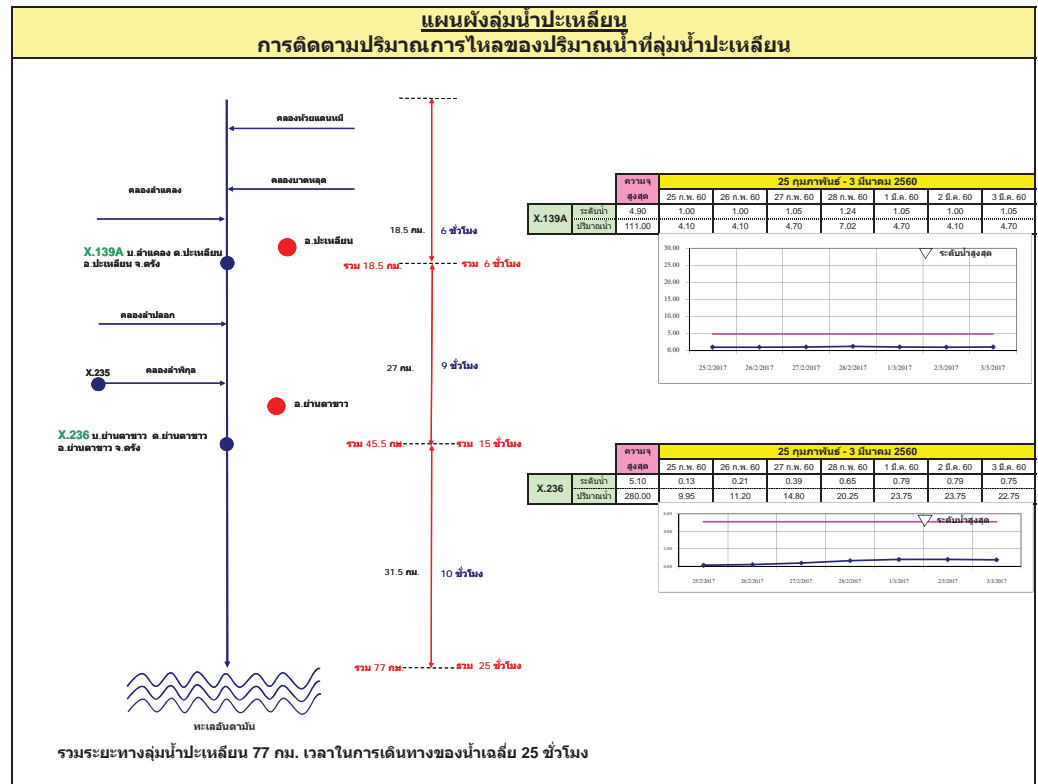 แผนผังลุ่มน้ำปะเหลียน
การติดตามปริมาณการไหลของปริมาณน้ำที่ลุ่มน้ำปะเหลียน
คลองห้วยแดนหมี
คลองบาตหลุด
คลองลำแคลง
18.5 กม. 6 ชั่วโมง
อ.ปะเหลียน
X.139A บ.ลำแคลง ต.ปะเหลียน
อ.ปะเหลียน จ.ตรัง
รวม 18.5 กม. รวม 6 ชั่วโมง
คลองลำปลอก
27 กม. 9 ชั่วโมง
X.235 คลองลำพิกุล
อ.ย่านตาขาว
X.236 บ.ย่านตาขาว ต.ย่านตาขาว
อ.ย่านตาขาว จ.ตรัง
รวม 45.5 กม. รวม 15 ชั่วโมง
31.5 กม. 10 ชั่วโมง
รวม 77 กม. รวม 25 ชั่วโมง
ทะเลอันดามัน
รวมระยะทางลุ่มน้ำปะเหลียน 77 กม. เวลาในการเดินทางของน้ำเฉลี่ย 25 ชั่วโมง
ความจุ 25 กุมภาพันธ์ - 3 มีนาคม 2560
สูงสุด 25 ก.พ. 60 26 ก.พ. 60 27 ก.พ. 60 28 ก.พ. 60 1 มี.ค. 60 2 มี.ค. 60 3 มี.ค. 60
X.139A ระดับน้ำ 4.90 1.00 1.00 1.05 1.24 1.05 1.00 1.05
ปริมาณน้ำ 111.00 4.10 4.10 4.70 7.02 4.70 4.10 4.70
30.00
25.00
20.00
15.00
10.00
5.00
0.00
ระดับน้ำสูงสุด
25/2/2017 26/2/2017 27/2/2017 28/2/2017 1/3/2017 2/3/2017 3/3/2017
ความจุ 25 กุมภาพันธ์ - 3 มีนาคม 2560
สูงสุด 25 ก.พ. 60 26 ก.พ. 60 27 ก.พ. 60 28 ก.พ. 60 1 มี.ค. 60 2 มี.ค. 60 3 มี.ค. 60
X.236 ระดับน้ำ 5.10 0.13 0.21 0.39 0.65 0.79 0.79 0.75
ปริมาณน้ำ 280.00 9.95 11.20 14.80 20.25 23.75 23.75 22.75
6.00
4.00
2.00
0.00
ระดับน้ำสูงสุด
25/2/2017 26/2/2017 27/2/2017 28/2/2017 1/3/2017 2/3/2017 3/3/2017